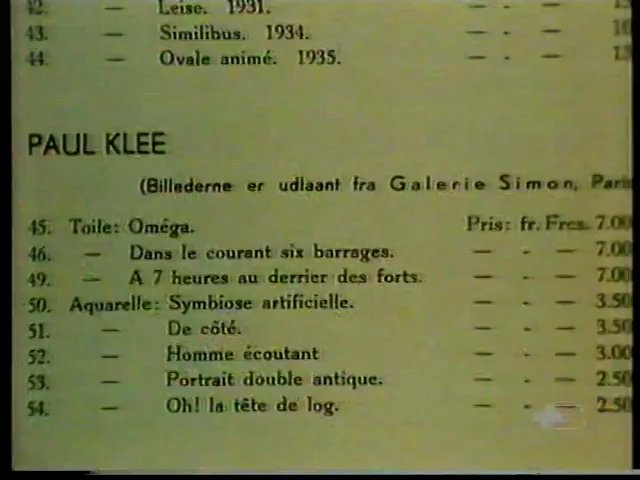 42. — Leise. 1931. — - —
43. — Similibus. 1934. — - —
44. — Ovale animé. 1935. — - —
PAUL KLEE
(Billederne er udlaant fra Galerie Simon, Paris
45. Toile: Oméga. Pris: fr. Frcs. 7.00
46. — Dans le courant six barrages. — - — 7.00
49. — A 7 heures au derrier des forts. — - — 7.00
50. Aquarelle: Symbiose artificielle. — - — 3.50
51. — De côté. — - — 3.50
52. — Homme écoutant — - — 3.00
53. — Portrait double antique. — - — 2.50
54. — Oh! la tête de log. — - — 2.50